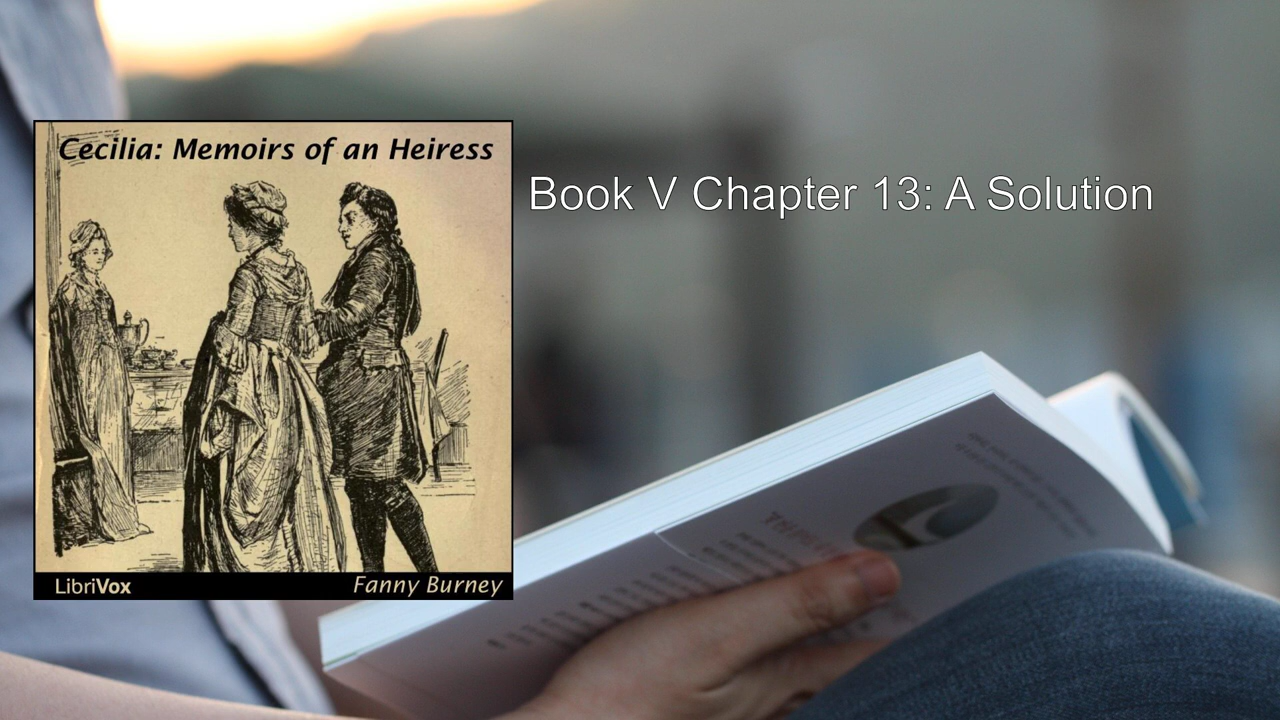 Cecilia: Memoirs of an Heiress
Book V Chapter 13: A Solution
LibriVox
Fanny Burney